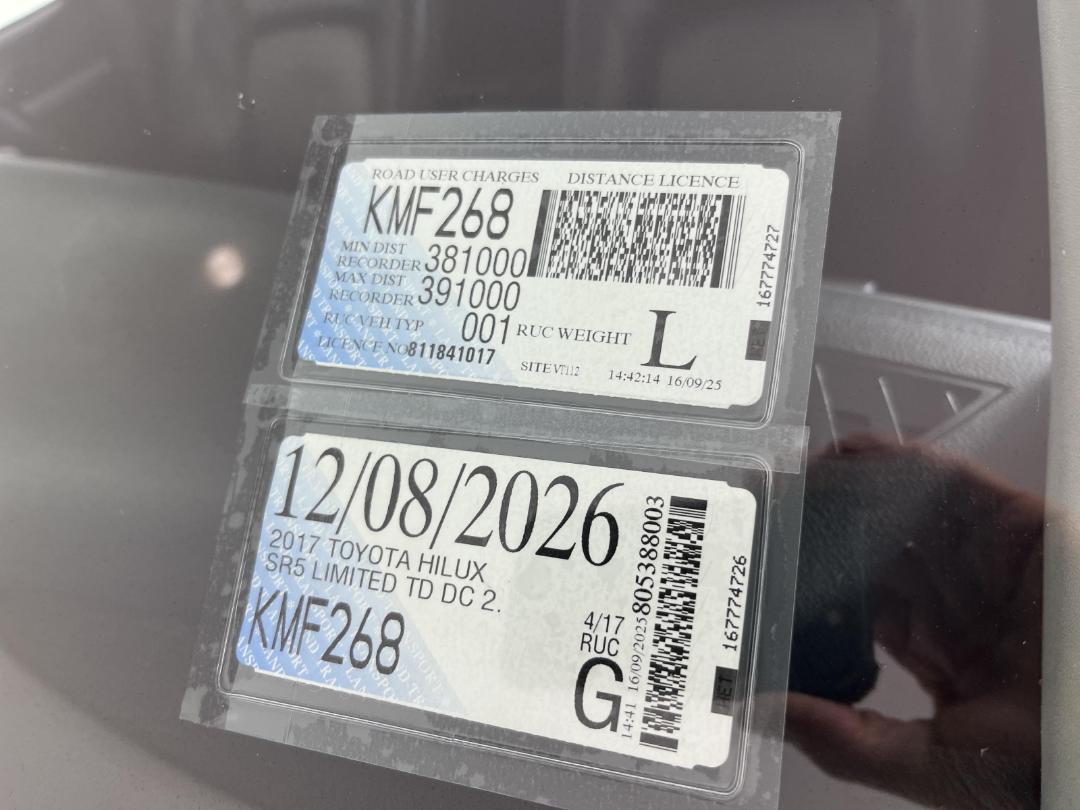 ROAD USER CHARGES DISTANCE LICENCE
KMF268
MIN DIST
RECORDER 381000
MAX DIST
RECORDER 391000
RUC VEH TYP 001 RUC WEIGHT L
LICENCE NO 811841017
SITE VT112 14:42:14 16/09/25
167774727
12/08/2026
2017 TOYOTA HILUX
SR5 LIMITED TD DC 2.
KMF268
4/17
RUC
G
14:41 16/09/2025 805388003
167774726